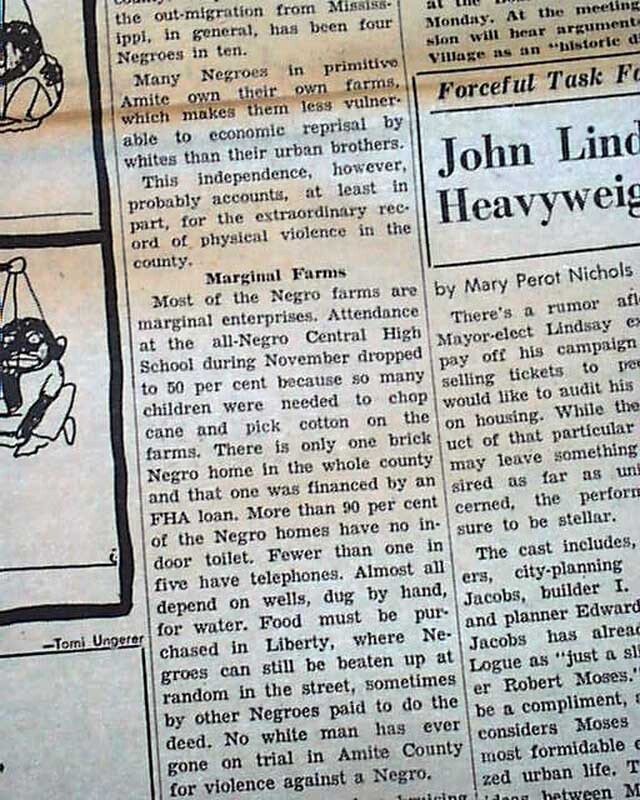 the out-migration from Mississ-
ippi, in general, has been four
Negroes in ten.
Many Negroes in primitive
Amite own their own farms,
which makes them less vulner-
able to economic reprisal by
whites than their urban brothers.
This independence, however,
probably accounts, at least in
part, for the extraordinary rec-
ord of physical violence in the
county.
Marginal Farms
Most of the Negro farms are
marginal enterprises. Attendance
at the all-Negro Central High
School during November dropped
to 50 per cent because so many
children were needed to chop
cane and pick cotton on the
farms. There is only one brick
Negro home in the whole county
and that one was financed by an
FHA loan. More than 90 per cent
of the Negro homes have no in-
door toilet. Fewer than one in
five have telephones. Almost all
depend on wells, dug by hand,
for water. Food must be pur-
chased in Liberty, where Ne-
groes can still be beaten up at
random in the street, sometimes
by other Negroes paid to do the
deed. No white man has ever
gone on trial in Amite County
for violence against a Negro.
—Tomi Ungerer
at the
Monday. At the meeting
sion will hear argument
Village as an "historic
Forceful Task
John Lind
Heavyweig
by Mary Perot Nichols
There's a rumor
Mayor-elect Lindsay
pay off his campaign
selling tickets to
would like to audit his
on housing. While the
uct of that particular
may leave something
sired as far as
cerned, the perform
sure to be stellar.
The cast includes,
ers, city-planning
Jacobs, builder I.
and planner Edward
Jacobs has alread
Logue as "just a
er Robert Moses."
be a compliment,
considers Moses
most formidable
zed urban life.
between